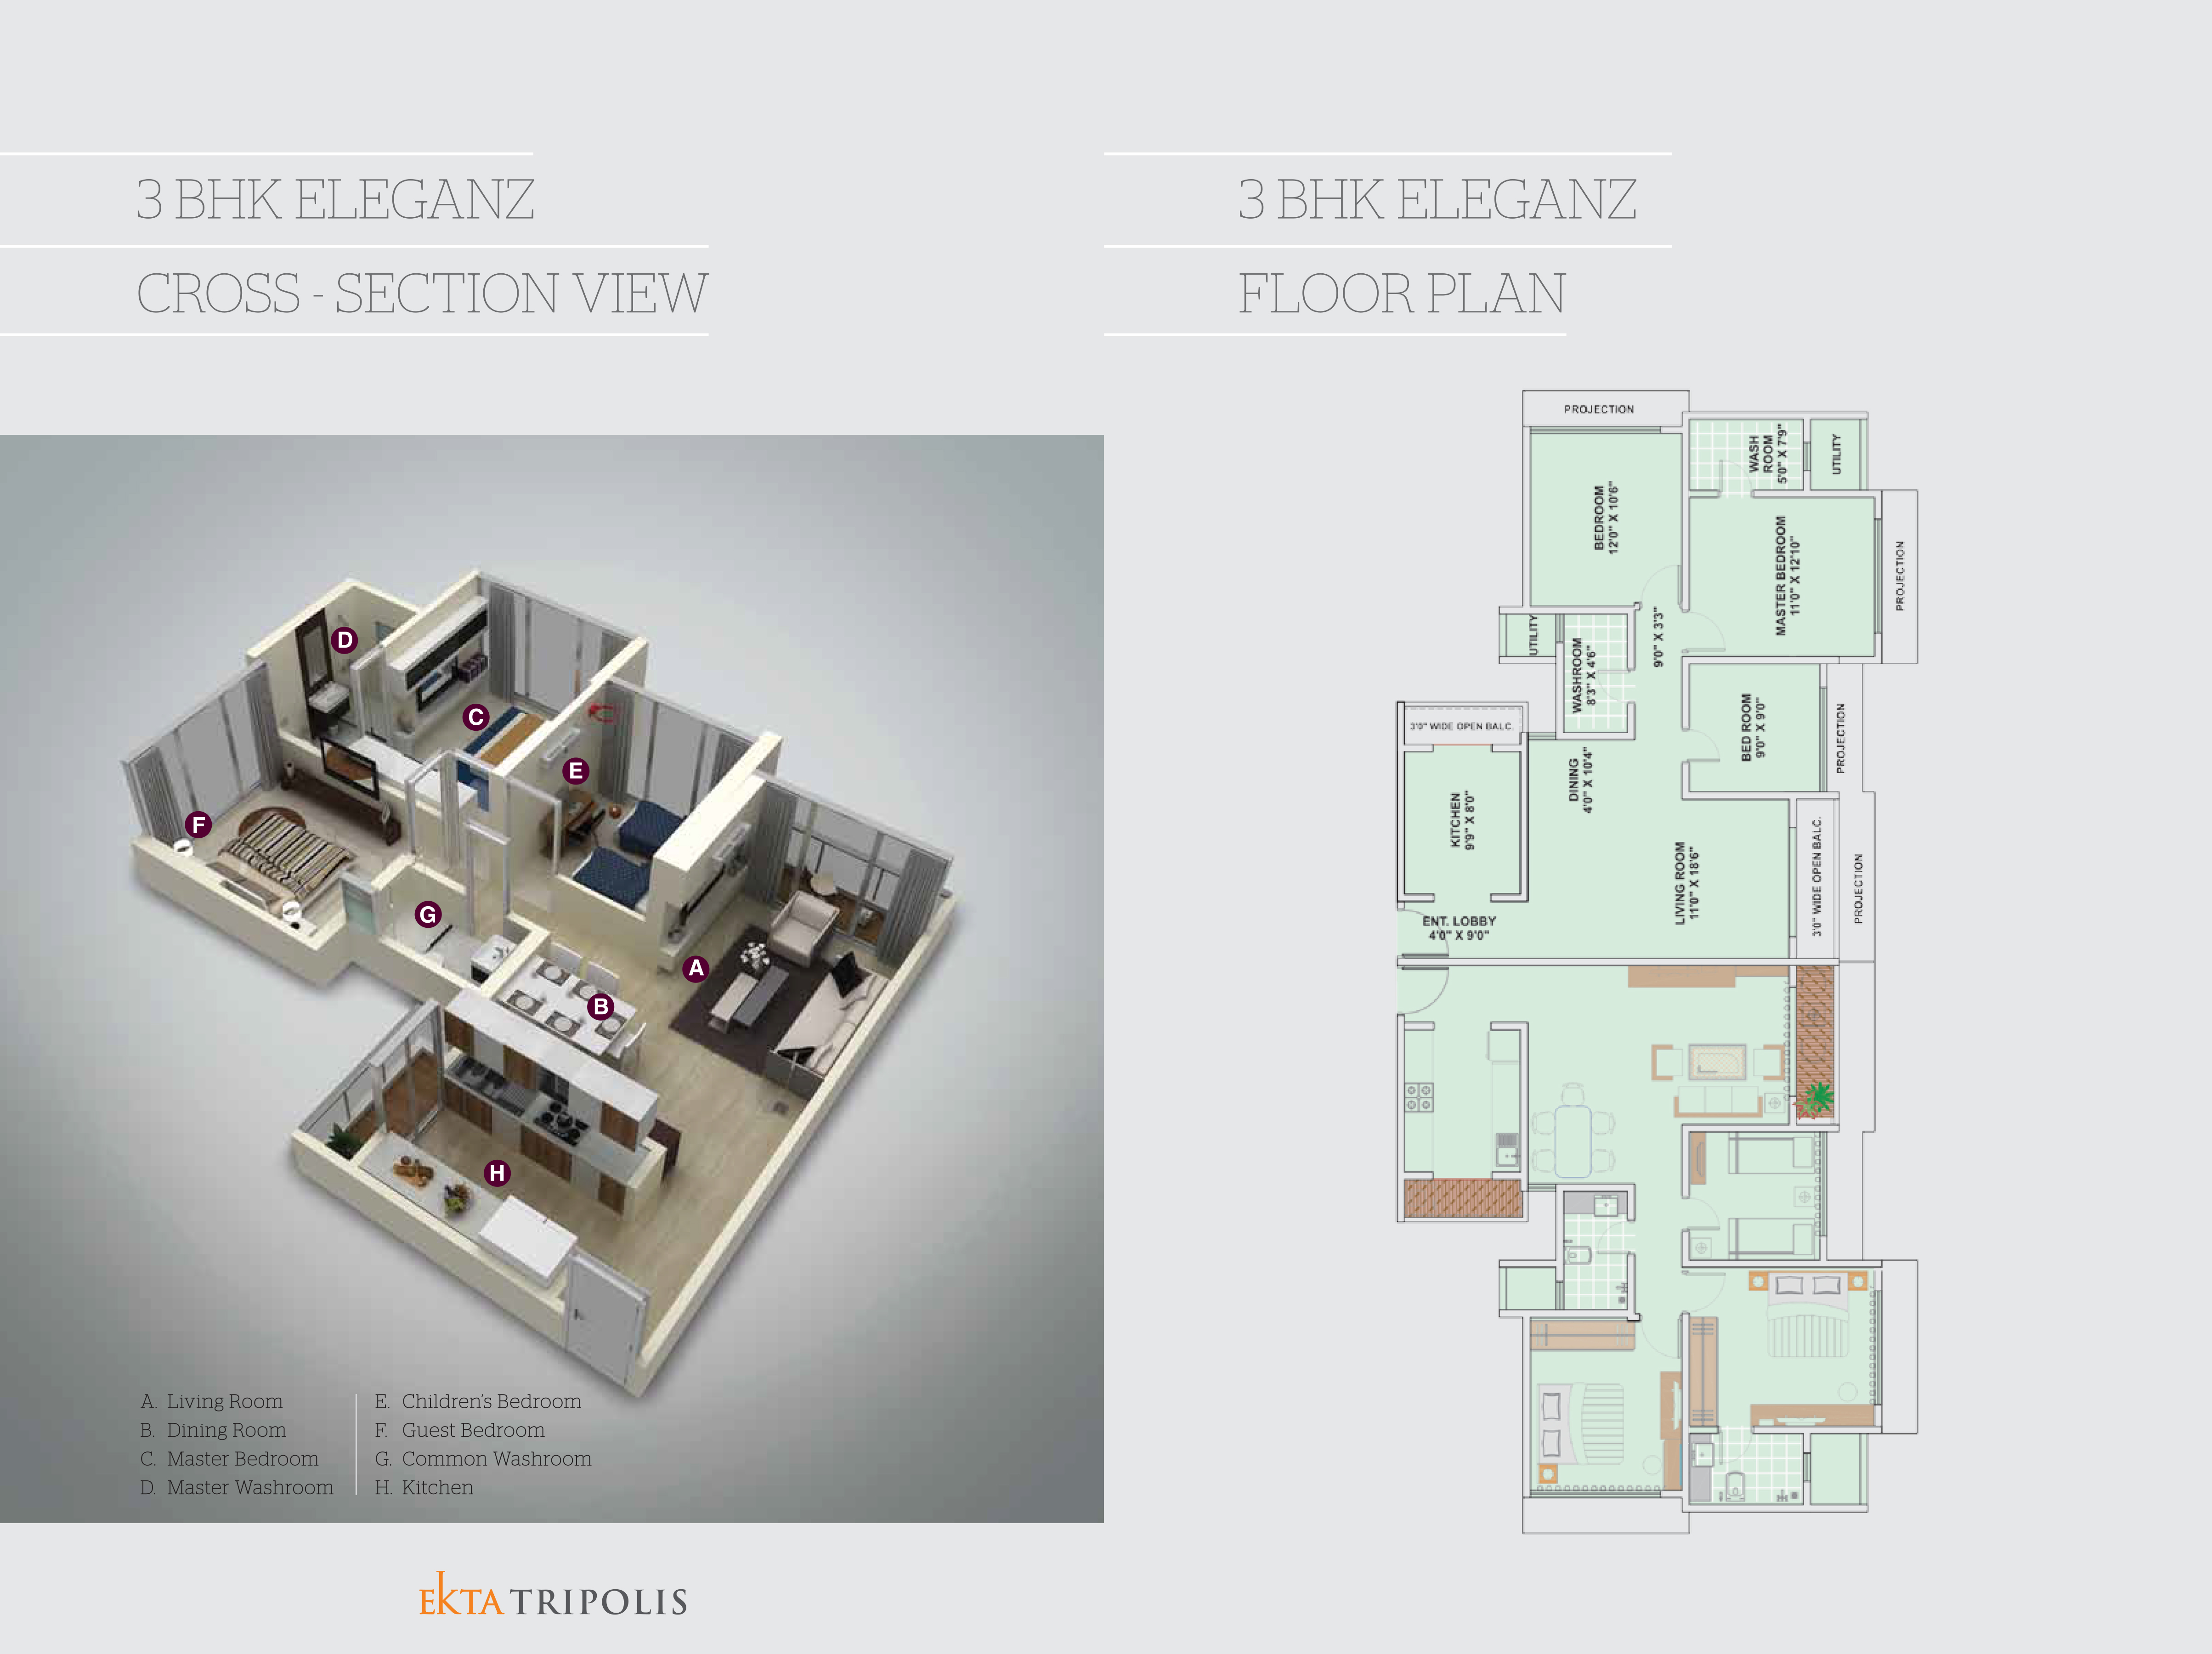 3 BHK ELEGANZ
CROSS - SECTION VIEW
D
C
E
F
G
A
B
H
A. Living Room
B. Dining Room
C. Master Bedroom
D. Master Washroom
E. Children's Bedroom
F. Guest Bedroom
G. Common Washroom
H. Kitchen
EKTA TRIPOLIS
3 BHK ELEGANZ
FLOOR PLAN
PROJECTION
WASH
ROOM
5'0" X 7'9"
UTILITY
BEDROOM
12'0" X 10'6"
MASTER BEDROOM
11'0" X 12'10"
PROJECTION
UTILITY
WASHROOM
8'3" X 4'6"
9'0" X 3'3"
BED ROOM
9'0" X 9'0"
PROJECTION
3'0" WIDE OPEN BALC.
DINING
4'0" X 10'4"
KITCHEN
9'9" X 8'0"
LIVING ROOM
11'0" X 18'6"
3'0" WIDE OPEN BALC.
PROJECTION
ENT. LOBBY
4'0" X 9'0"